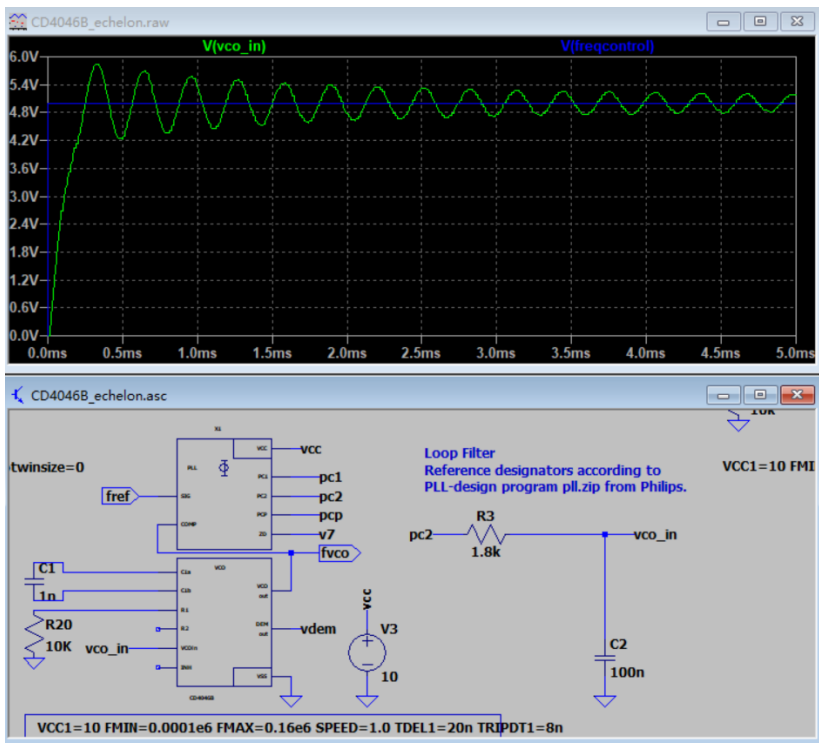 CD4046B_echelon.raw
V(vco_in)
V(freqcontrol)
6.0V
5.4V
4.8V
4.2V
3.6V
3.0V
2.4V
1.8V
1.2V
0.6V
0.0V
0.0ms 0.5ms 1.0ms 1.5ms 2.0ms 2.5ms 3.0ms 3.5ms 4.0ms 4.5ms 5.0ms
CD4046B_echelon.asc
10K
otwinsize=0
X1
VCC
vcc
PLL
PC1
pc1
fref
SIG
PC2
pc2
PCP
pcp
COMP
ZO
v7
fvco
Loop Filter
Reference designators according to
PLL-design program pll.zip from Philips.
VCC1=10 FMI
pc2
R3
1.8k
vco_in
C1
1n
C1a
VCO
C1b
VCO
out
R1
R20
10K
R2
DEM
out
vdem
vco_in
VCOIn
INH
VSS
CD4046B
vcc
V3
10
C2
100n
VCC1=10 FMIN=0.0001e6 FMAX=0.16e6 SPEED=1.0 TDEL1=20n TRIPDT1=8n